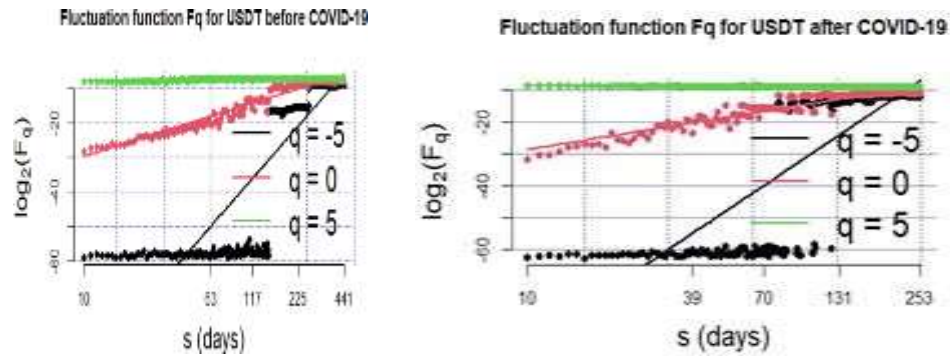 Fluctuation function Fq for USDT before COVID-19
log₂(Fq)
-20
-40
-60
q = -5
q = 0
q = 5
10
63
117
225
441
s (days)
Fluctuation function Fq for USDT after COVID-19
log₂(Fq)
-20
-40
-60
q = -5
q = 0
q = 5
10
39
70
131
253
s (days)